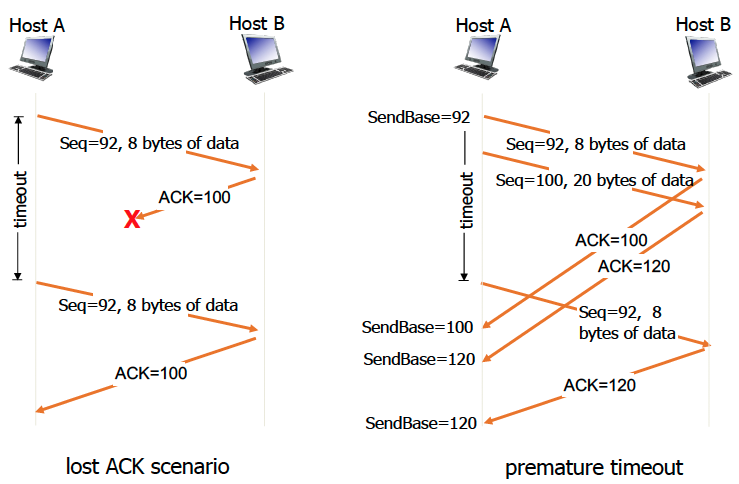 Host A
Host B
timeout
Seq=92, 8 bytes of data
ACK=100
X
Seq=92, 8 bytes of data
ACK=100
lost ACK scenario
Host A
Host B
SendBase=92
timeout
Seq=92, 8 bytes of data
Seq=100, 20 bytes of data
ACK=100
ACK=120
Seq=92, 8
bytes of data
SendBase=100
SendBase=120
ACK=120
SendBase=120
premature timeout